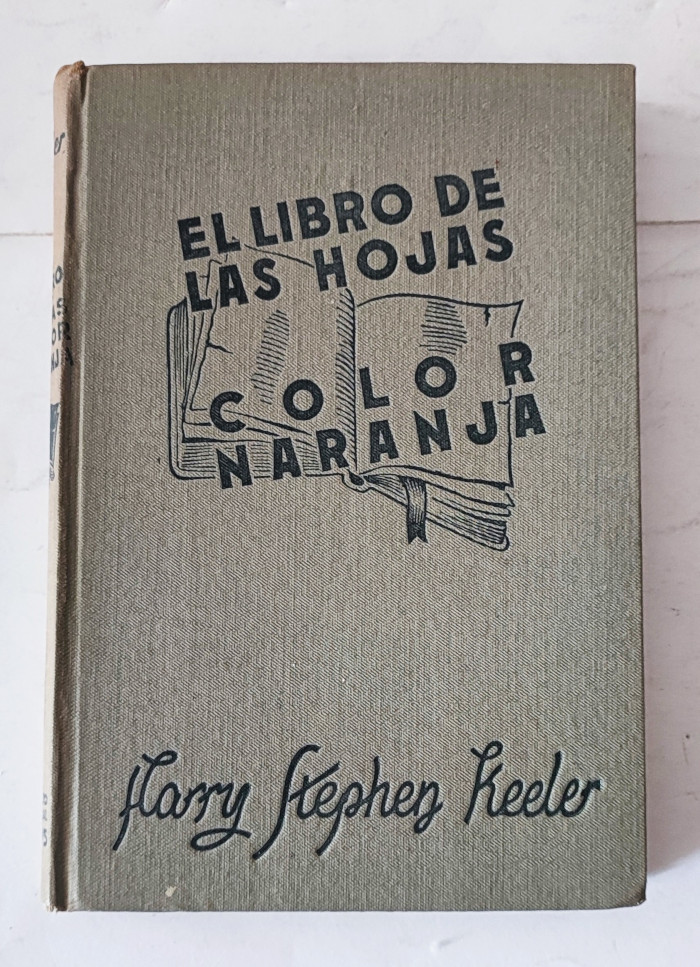 EL LIBRO DE
LAS HOJAS
COLOR
NARANJA
Harry Stephen Keeler